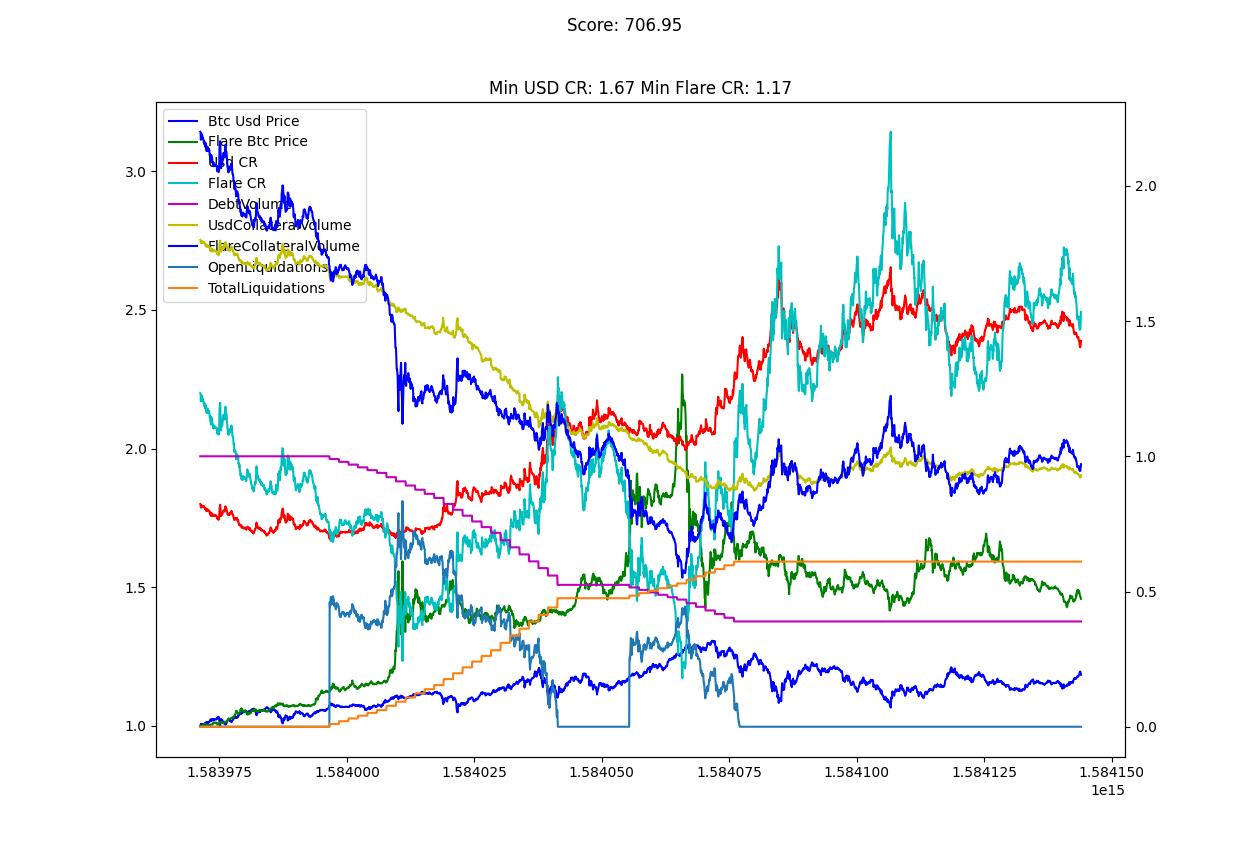 Score: 706.95
Min USD CR: 1.67 Min Flare CR: 1.17
Btc Usd Price
Flare Btc Price
Usd CR
Flare CR
DebtVolume
UsdCollateralVolume
FlareCollateralVolume
OpenLiquidations
TotalLiquidations
3.0
2.5
2.0
1.5
1.0
2.0
1.5
1.0
0.5
0.0
1.583975 1.584000 1.584025 1.584050 1.584075 1.584100 1.584125 1.584150
1e15